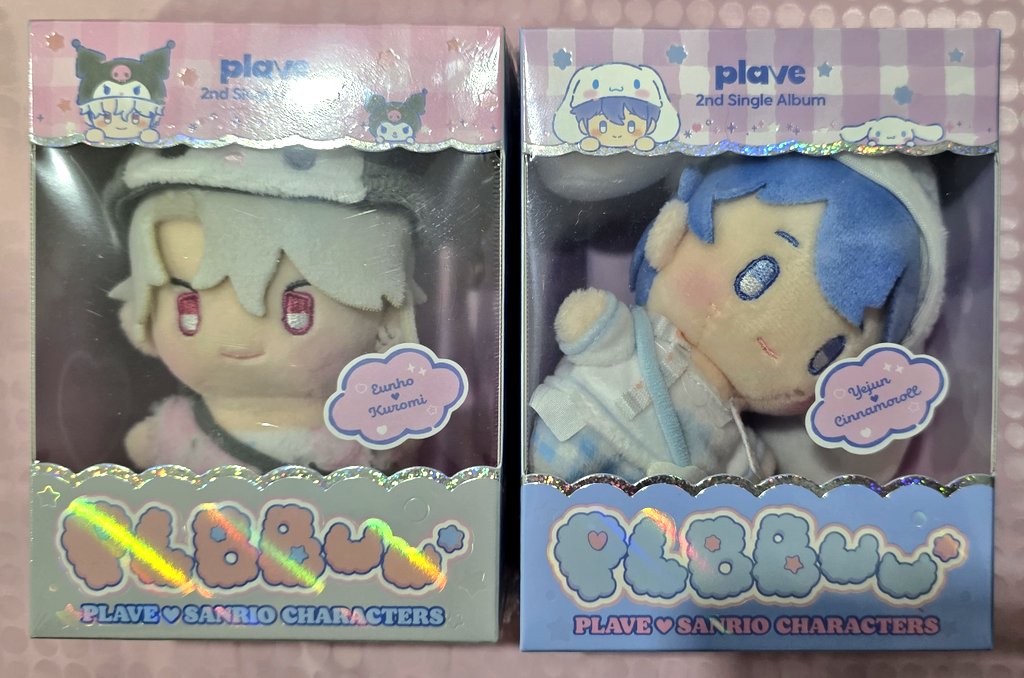 plave
2nd Single Album
Eunho
Kuromi
PLBBuu
PLAVE ♥ SANRIO CHARACTERS
plave
2nd Single Album
Yejun
Cinnamoroll
PLBBuu
PLAVE ♥ SANRIO CHARACTERS